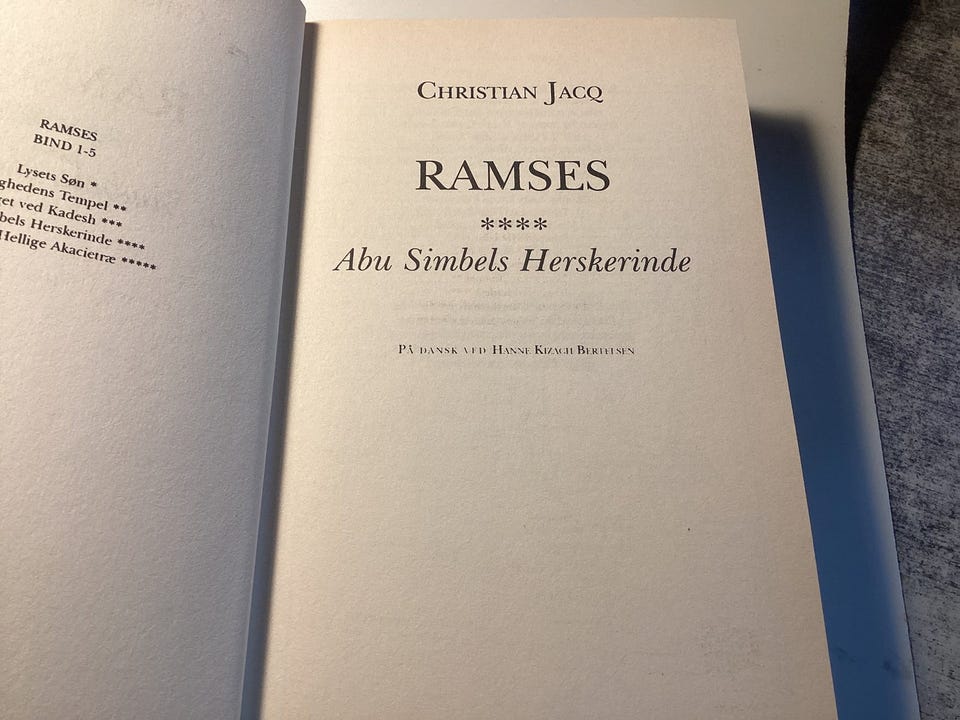 RAMSES
BIND 1-5
Lysets Søn *
ghedens Tempel **
get ved Kadesh ***
bels Herskerinde ****
Hellige Akacietræ *****
CHRISTIAN JACQ
RAMSES
****
Abu Simbels Herskerinde
PÅ DANSK VED HANNE KIZACH BERTELSEN